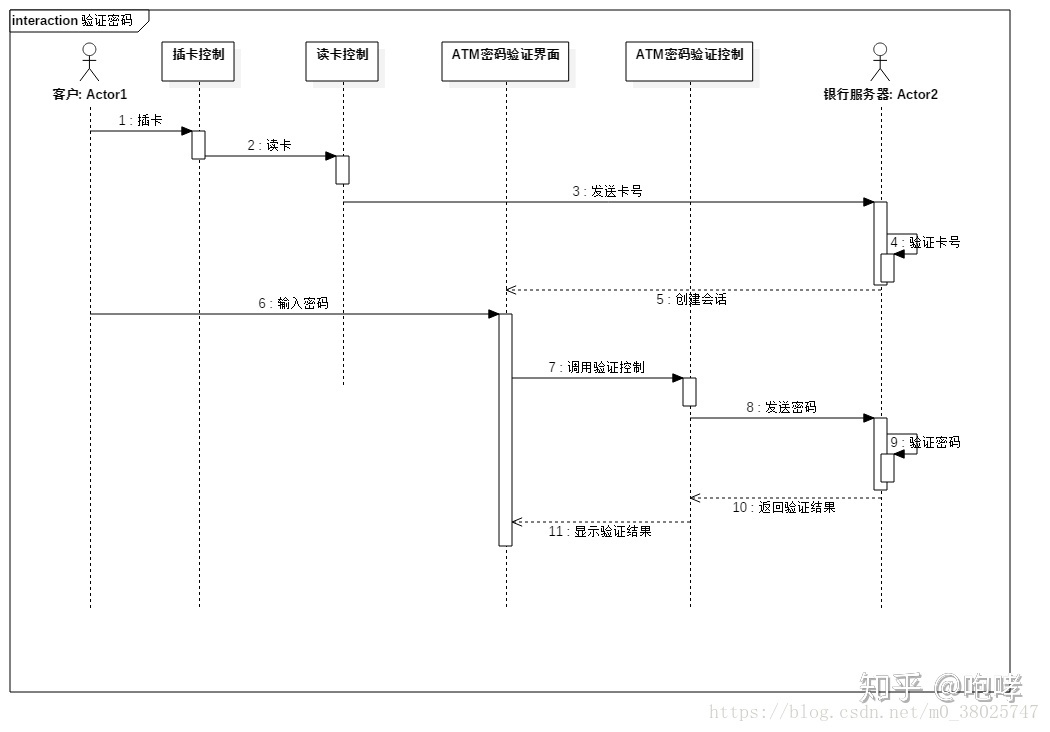 interaction 验证密码
插卡控制
读卡控制
ATM密码验证界面
ATM密码验证控制
客户: Actor1
银行服务器: Actor2
1 : 插卡
2 : 读卡
3 : 发送卡号
4 : 验证卡号
5 : 创建会话
6 : 输入密码
7 : 调用验证控制
8 : 发送密码
9 : 验证密码
10 : 返回验证结果
11 : 显示验证结果
知乎 @咆哮
https://blog.csdn.net/m0_38025747